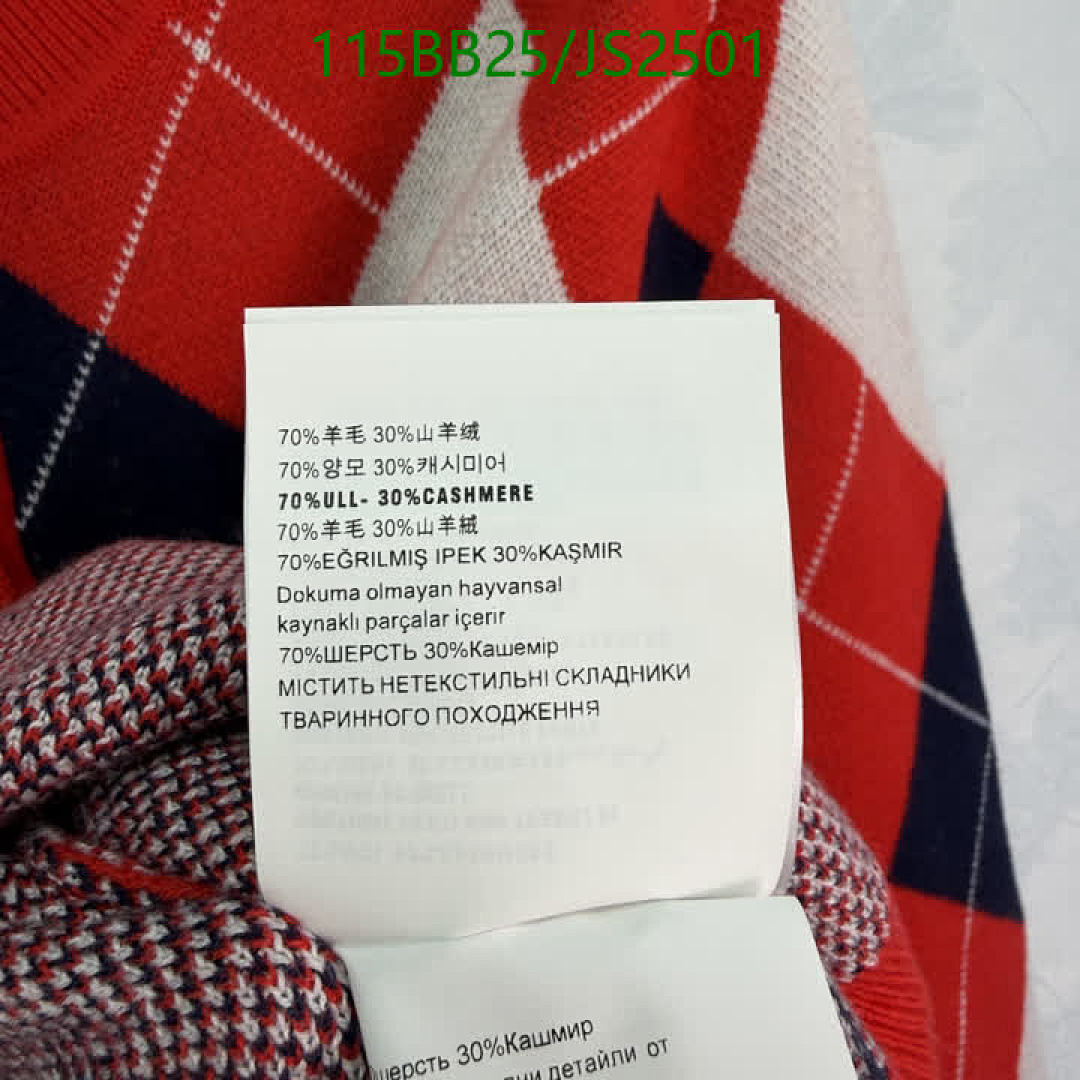 115BB25/JS2501
70%羊毛 30%山羊绒
70%양모 30%캐시미어
70%ULL- 30%CASHMERE
70%羊毛 30%山羊絨
70%EĞRILMIŞ IPEK 30%KAŞMIR
Dokuma olmayan hayvansal
kaynaklı parçalar içerir
70%ШЕРСТЬ 30%Кашемір
МІСТИТЬ НЕТЕКСТИЛЬНІ СКЛАДНИКИ
ТВАРИННОГО ПОХОДЖЕННЯ
30%Кашмир
детайли от